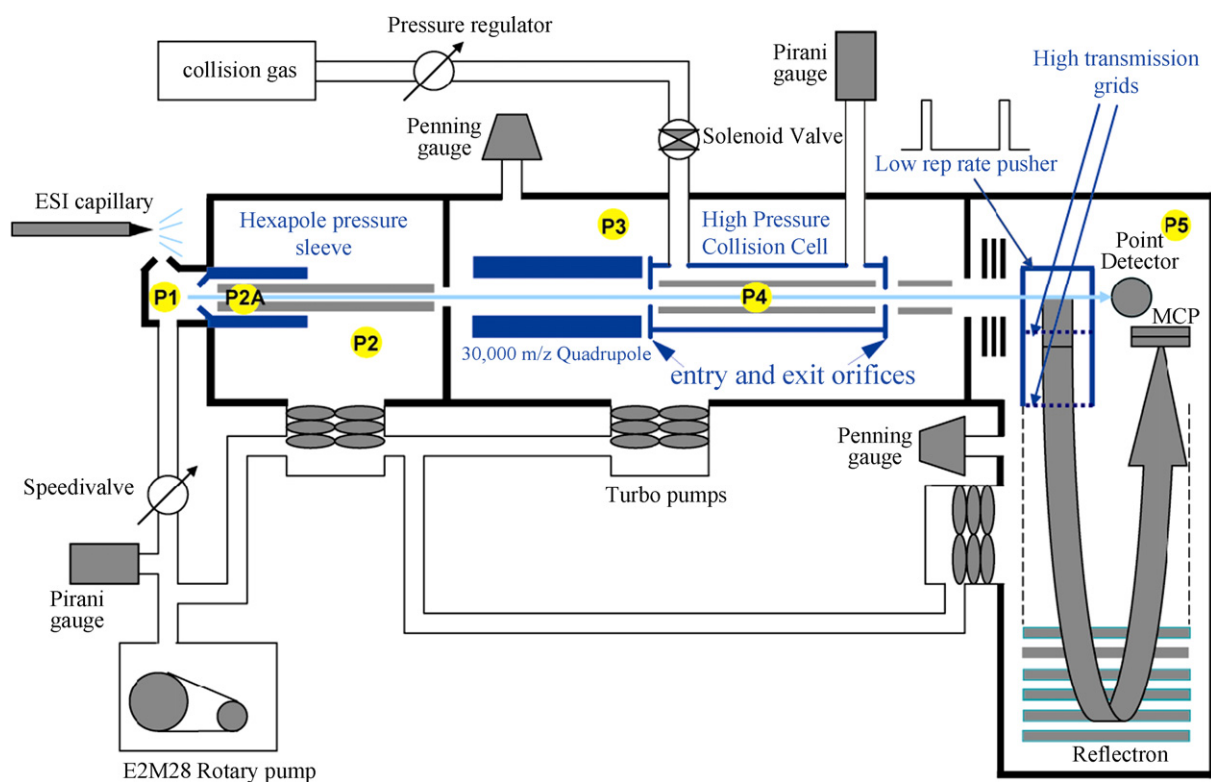 Pressure regulator
collision gas
Pirani
gauge
High transmission
grids
Penning
gauge
Solenoid Valve
Low rep rate pusher
ESI capillary
Hexapole pressure
sleeve
P3
High Pressure
Collision Cell
P5
Point
Detector
P1
P2A
P4
MCP
P2
30,000 m/z Quadrupole
entry and exit orifices
Penning
gauge
Speedivalve
Turbo pumps
Pirani
gauge
E2M28 Rotary pump
Reflectron